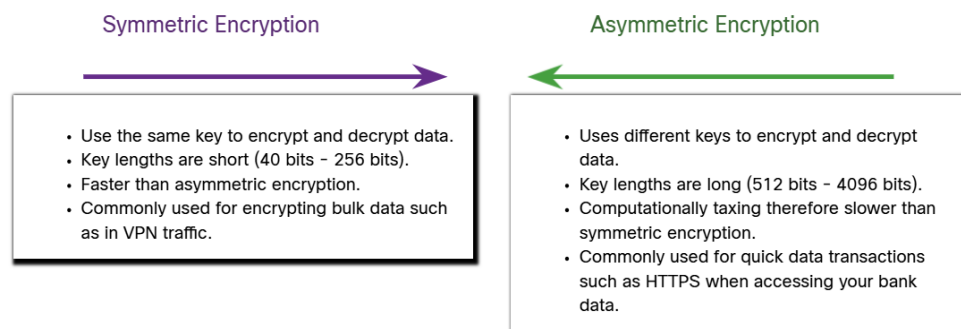 Symmetric Encryption
• Use the same key to encrypt and decrypt data.
• Key lengths are short (40 bits - 256 bits).
• Faster than asymmetric encryption.
• Commonly used for encrypting bulk data such
as in VPN traffic.
Asymmetric Encryption
• Uses different keys to encrypt and decrypt
data.
• Key lengths are long (512 bits - 4096 bits).
• Computationally taxing therefore slower than
symmetric encryption.
• Commonly used for quick data transactions
such as HTTPS when accessing your bank
data.